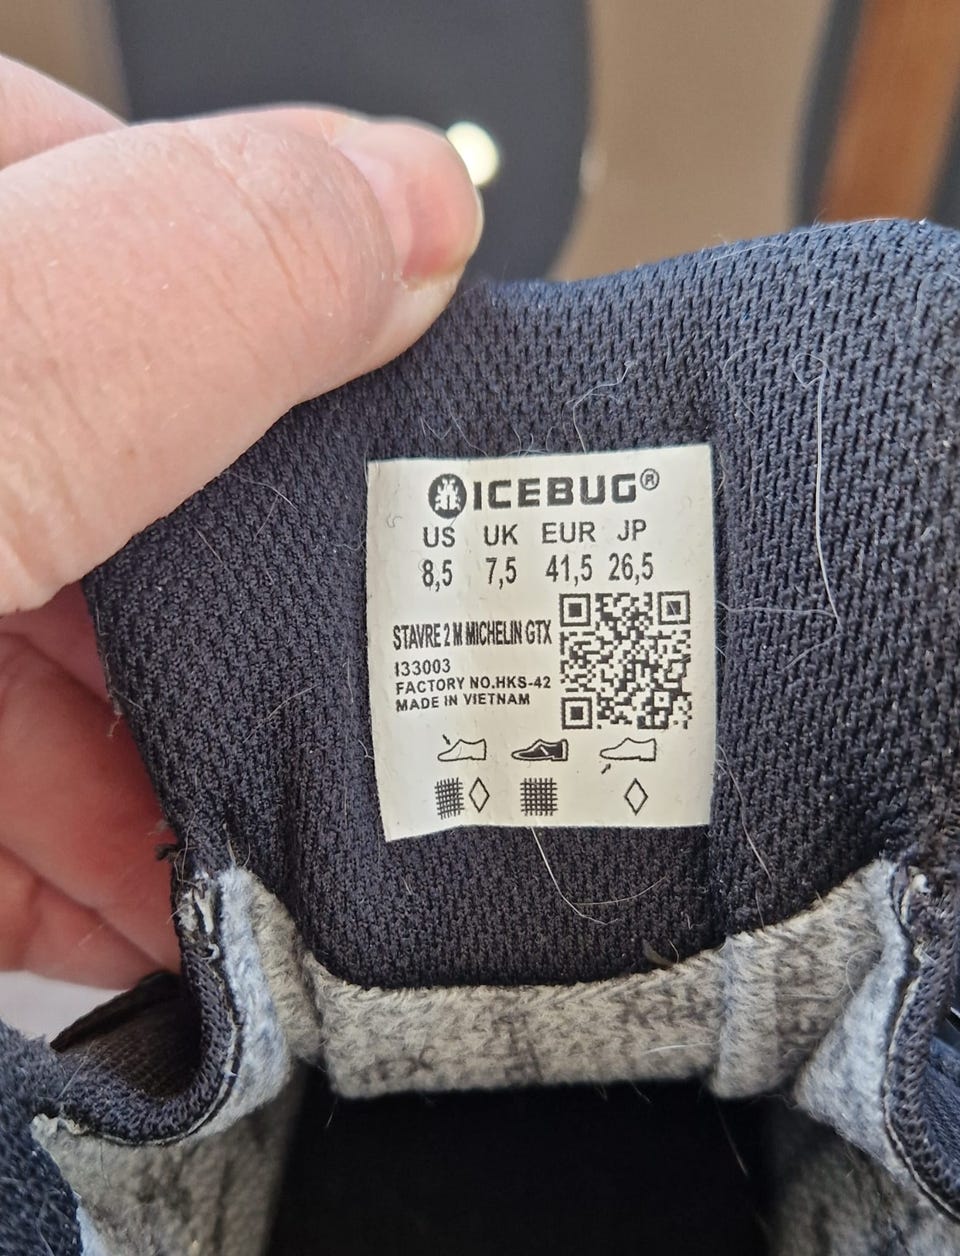 ICEBUG®
US UK EUR JP
8,5 7,5 41,5 26,5
STAVRE 2 M MICHELIN GTX
I33003
FACTORY NO.HKS-42
MADE IN VIETNAM